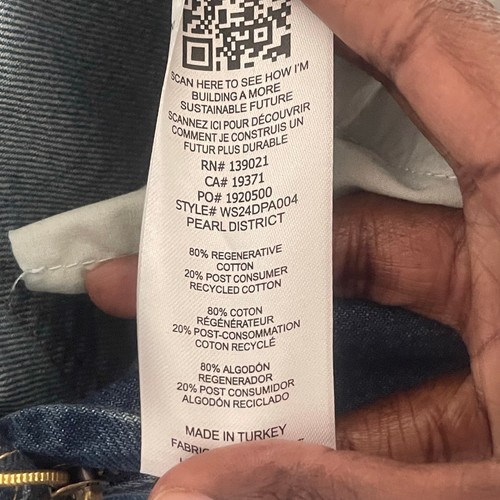 SCAN HERE TO SEE HOW I'M
BUILDING A MORE
SUSTAINABLE FUTURE
SCANNEZ ICI POUR DÉCOUVRIR
COMMENT JE CONSTRUIS UN
FUTUR PLUS DURABLE
RN# 139021
CA# 19371
PO# 1920500
STYLE# WS24DPA004
PEARL DISTRICT
80% REGENERATIVE
COTTON
20% POST CONSUMER
RECYCLED COTTON
80% COTON
RÉGÉNÉRATEUR
20% POST-CONSOMMATION
COTON RECYCLÉ
80% ALGODÓN
REGENERADOR
20% POST CONSUMIDOR
ALGODÓN RECICLADO
MADE IN TURKEY